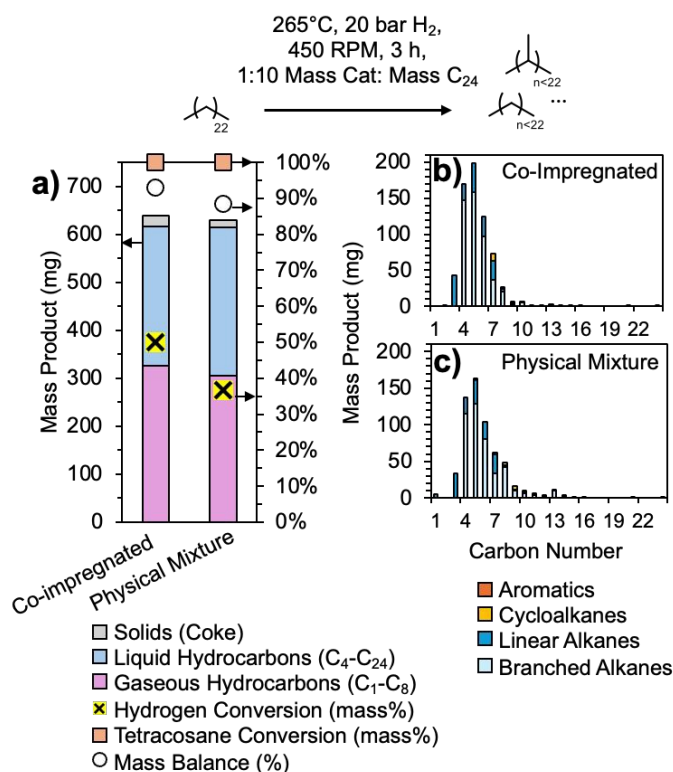 265°C, 20 bar H₂,
450 RPM, 3 h,
1:10 Mass Cat: Mass C₂₄
22
n<22
n<22 ...
a)
Mass Product (mg)
700
600
500
400
300
200
100
0
100%
90%
80%
70%
60%
50%
40%
30%
20%
10%
0%
Co-impregnated
Physical Mixture
Solids (Coke)
Liquid Hydrocarbons (C₄-C₂₄)
Gaseous Hydrocarbons (C₁-C₈)
Hydrogen Conversion (mass%)
Tetracosane Conversion (mass%)
Mass Balance (%)
Mass Product (mg)
b) Co-Impregnated
200
150
100
50
0
1 4 7 10 13 16 19 22
c) Physical Mixture
200
150
100
50
0
1 4 7 10 13 16 19 22
Carbon Number
Aromatics
Cycloalkanes
Linear Alkanes
Branched Alkanes